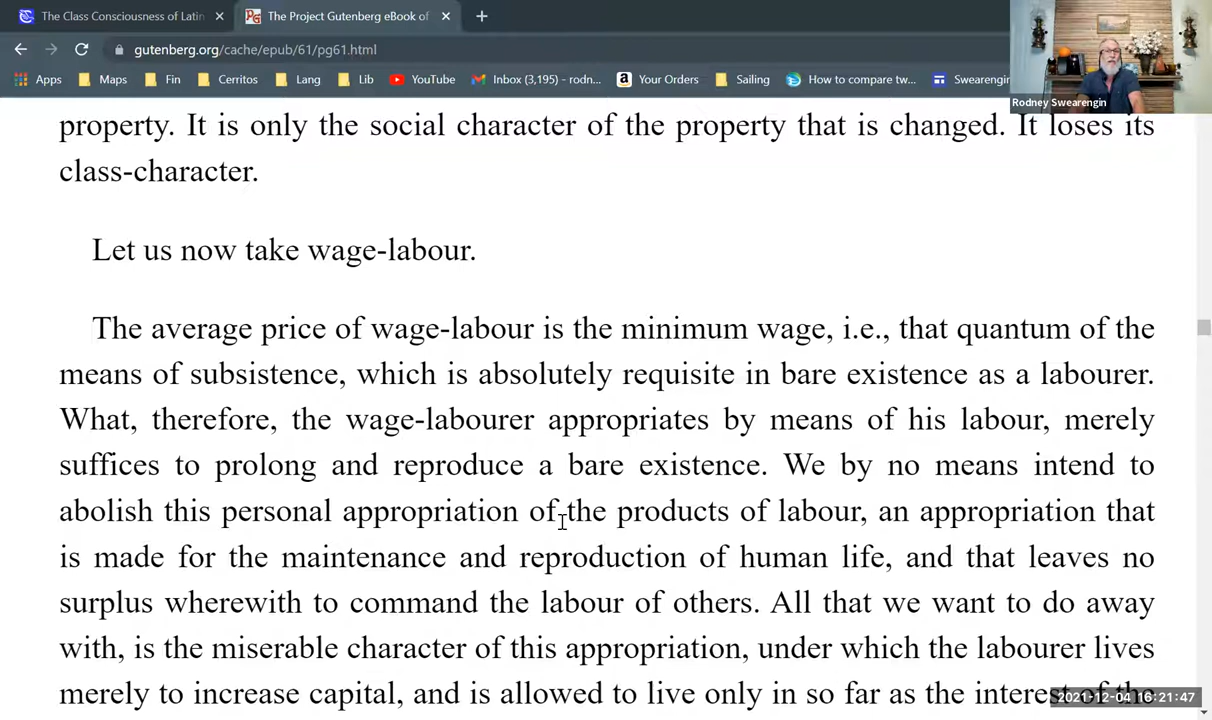 The Class Consciousness of Latin
The Project Gutenberg eBook of
gutenberg.org/cache/epub/61/pg61.html
Apps Maps Fin Cerritos Lang Lib YouTube Inbox (3,195) - rodn... Your Orders Sailing How to compare tw... Swearengin
Rodney Swearengin
property. It is only the social character of the property that is changed. It loses its
class-character.
Let us now take wage-labour.
The average price of wage-labour is the minimum wage, i.e., that quantum of the
means of subsistence, which is absolutely requisite in bare existence as a labourer.
What, therefore, the wage-labourer appropriates by means of his labour, merely
suffices to prolong and reproduce a bare existence. We by no means intend to
abolish this personal appropriation of the products of labour, an appropriation that
is made for the maintenance and reproduction of human life, and that leaves no
surplus wherewith to command the labour of others. All that we want to do away
with, is the miserable character of this appropriation, under which the labourer lives
merely to increase capital, and is allowed to live only in so far as the interest of the
2021-12-04 16:21:47